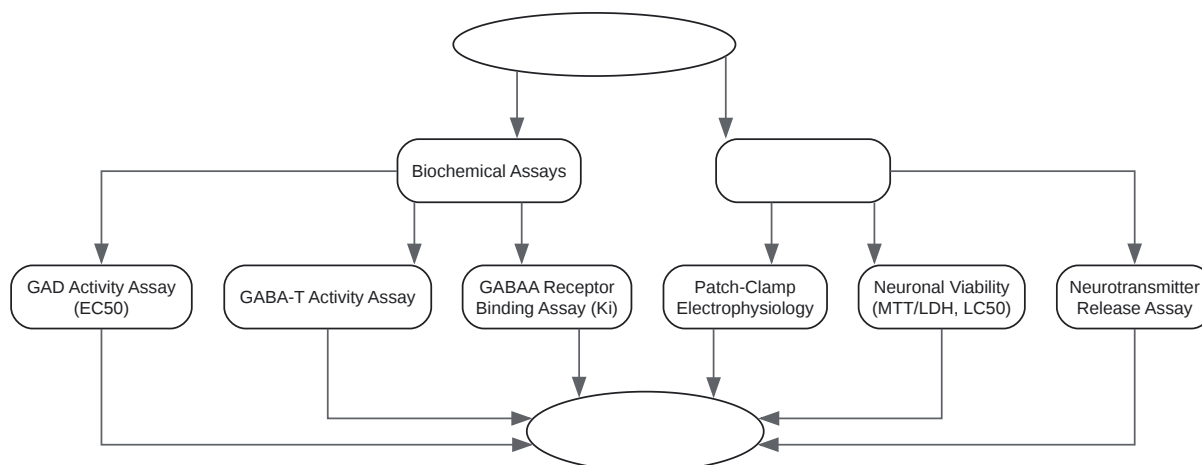 Biochemical Assays
GAD Activity Assay
(EC50)
GABA-T Activity Assay
GABAA Receptor
Binding Assay (Ki)
Patch-Clamp
Electrophysiology
Neuronal Viability
(MTT/LDH, LC50)
Neurotransmitter
Release Assay